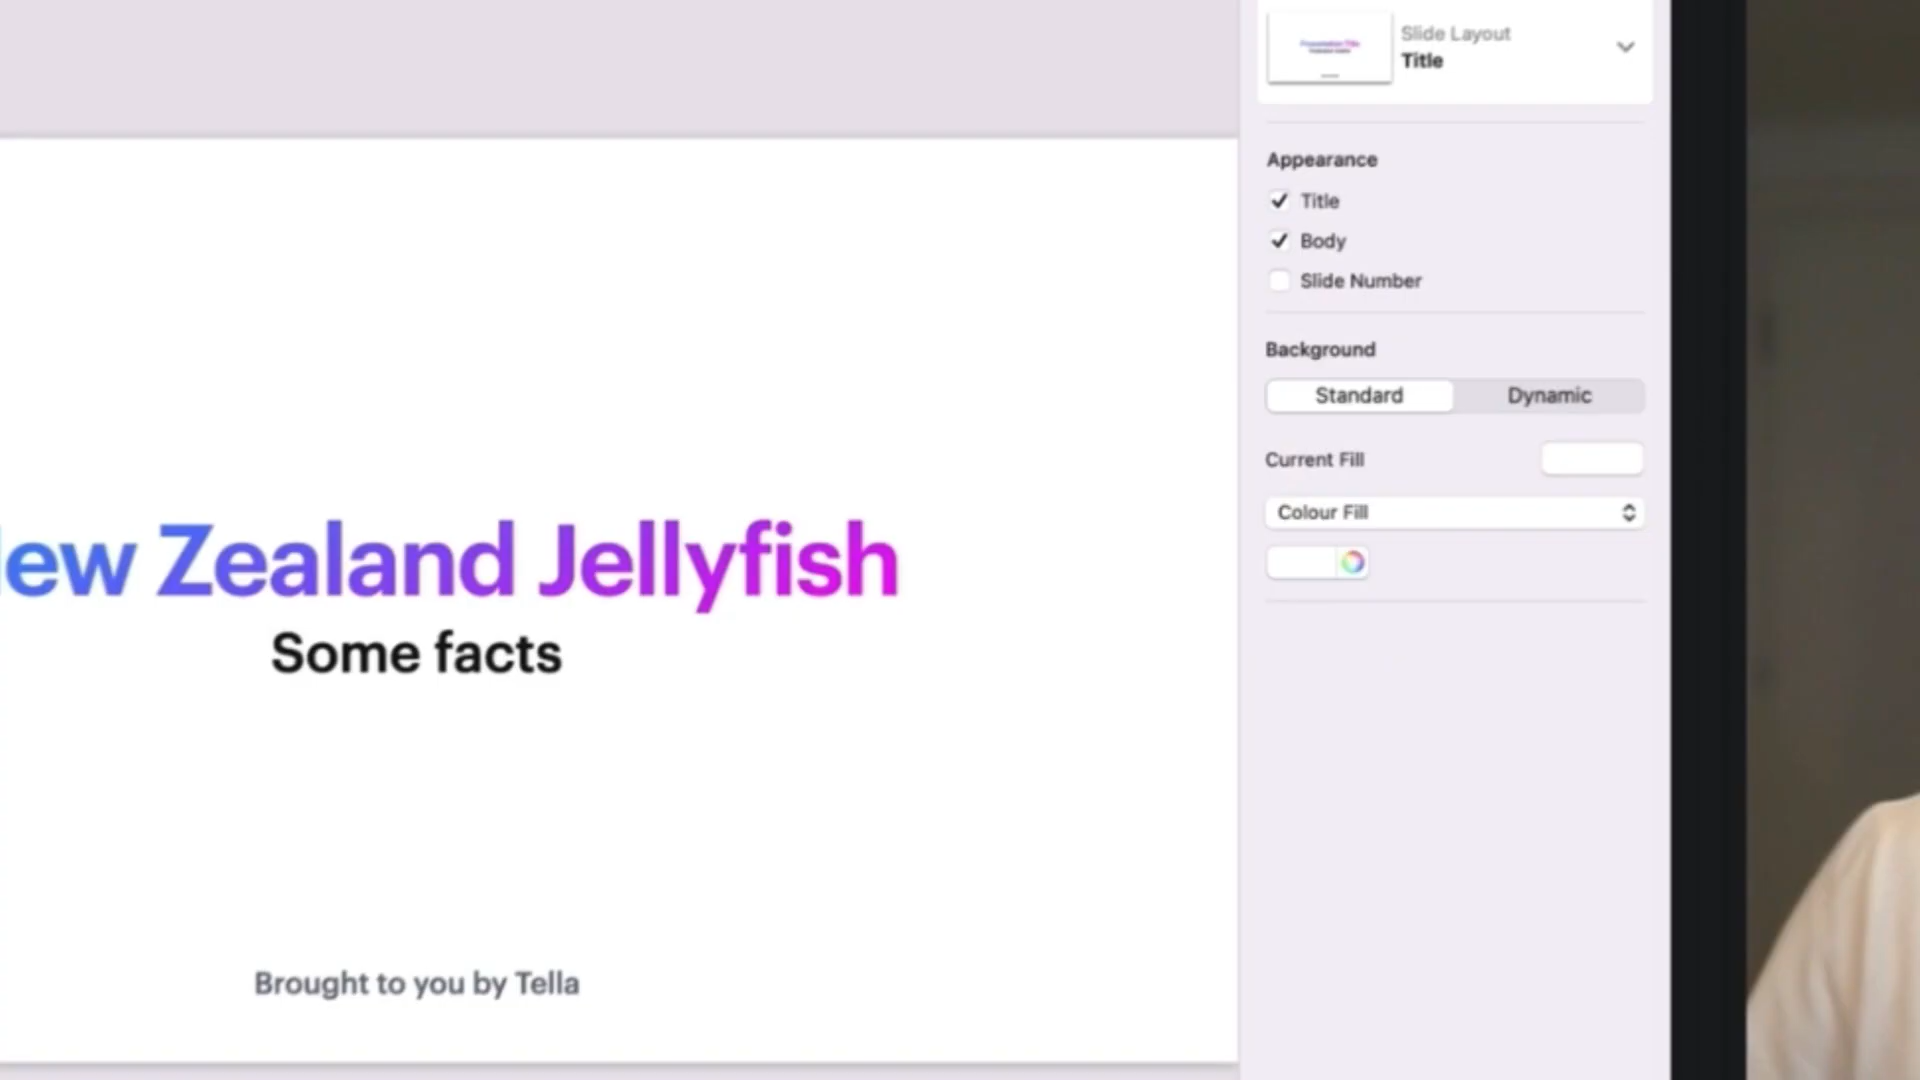 Slide Layout
Title
Appearance
Title
Body
Slide Number
Background
Standard Dynamic
Current Fill
Colour Fill
ew Zealand Jellyfish
Some facts
Brought to you by Tella